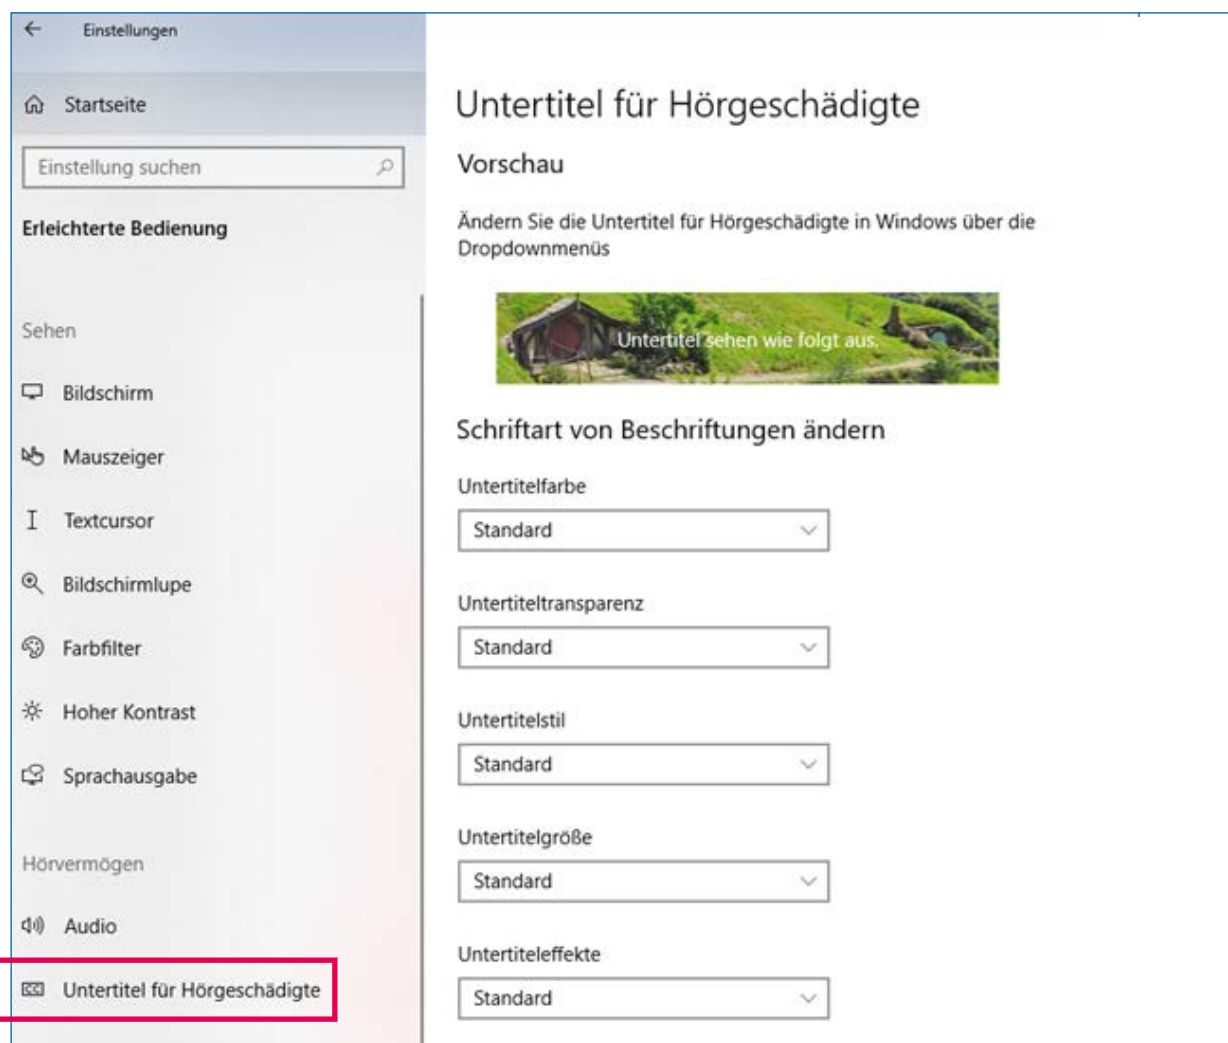 Einstellungen
Startseite
Einstellung suchen
Erleichterte Bedienung
Sehen
Bildschirm
Mauszeiger
Textcursor
Bildschirmlupe
Farbfilter
Hoher Kontrast
Sprachausgabe
Hörvermögen
Audio
Untertitel für Hörgeschädigte
Untertitel für Hörgeschädigte
Vorschau
Ändern Sie die Untertitel für Hörgeschädigte in Windows über die
Dropdownmenüs
Untertitel sehen wie folgt aus.
Schriftart von Beschriftungen ändern
Untertitelfarbe
Standard
Untertiteltransparenz
Standard
Untertitelstil
Standard
Untertitelgröße
Standard
Untertiteleffekte
Standard